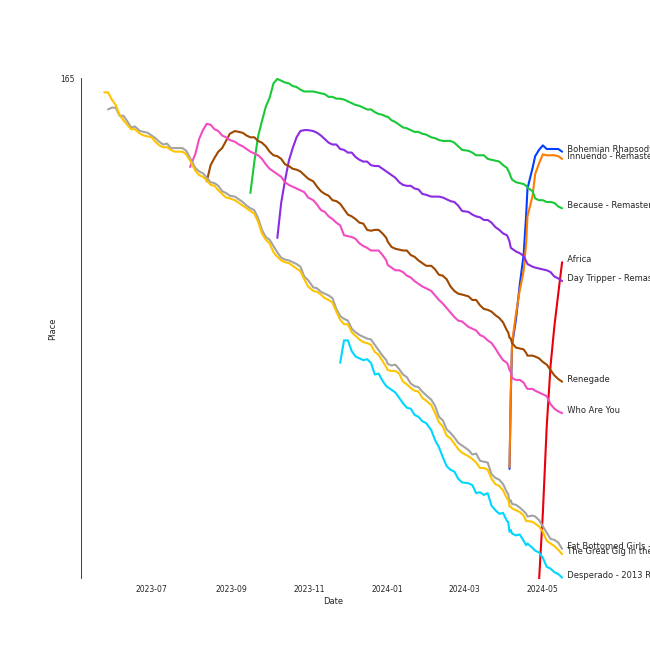 165
Bohemian Rhapsody
Innuendo - Remaste
Because - Remaster
Africa
Day Tripper - Remas
Place
Renegade
Who Are You
Fat Bottomed Girls -
The Great Gig in the
Desperado - 2013 R
2023-07 2023-09 2023-11 2024-01 2024-03 2024-05
Date